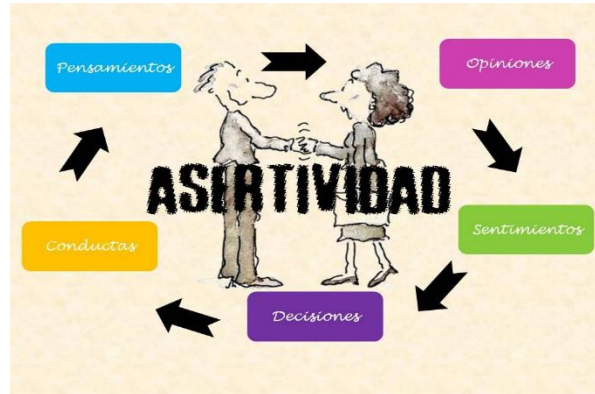 Pensamientos
Opiniones
ASERTIVIDAD
Conductas
Sentimientos
Decisiones